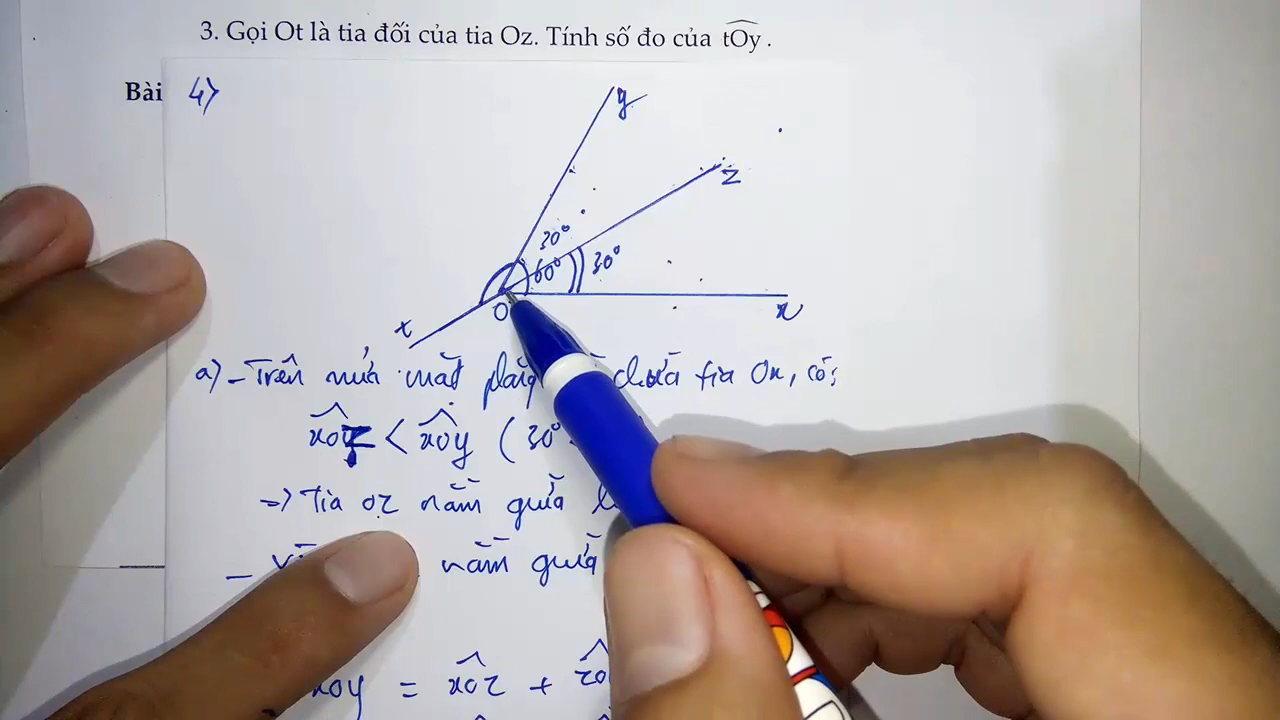 3. Gọi Ot là tia đối của tia Oz. Tính số đo của tOy.
Bài 4)
y
z
30°
60° 30°
O x
t
a) - Trên nửa mặt phẳng chứa tia Ox, có:
xOz < xOy (30°
=> Tia Oz nằm giữa
- nằm giữa
xOy = xOz + zO